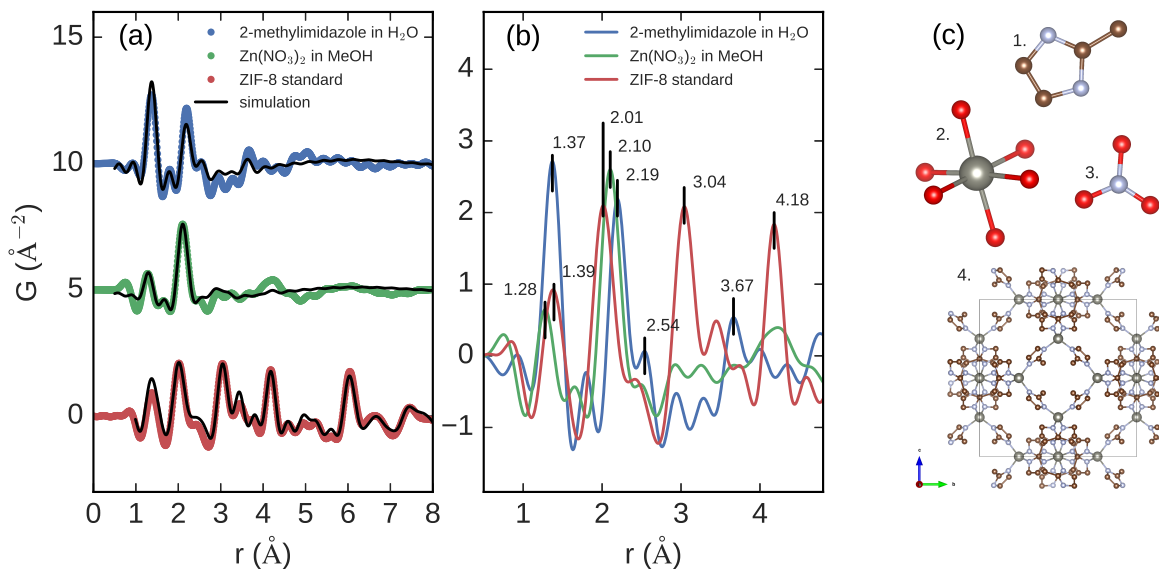 (a)
2-methylimidazole in H₂O
Zn(NO₃)₂ in MeOH
ZIF-8 standard
simulation
15
10
5
0
G (Å⁻²)
0 1 2 3 4 5 6 7 8
r (Å)
(b)
2-methylimidazole in H₂O
Zn(NO₃)₂ in MeOH
ZIF-8 standard
4
3
2
1
0
−1
2.01
1.37
2.10
2.19
3.04
4.18
1.28
1.39
2.54
3.67
1 2 3 4
r (Å)
(c)
1.
2.
3.
4.
c
b